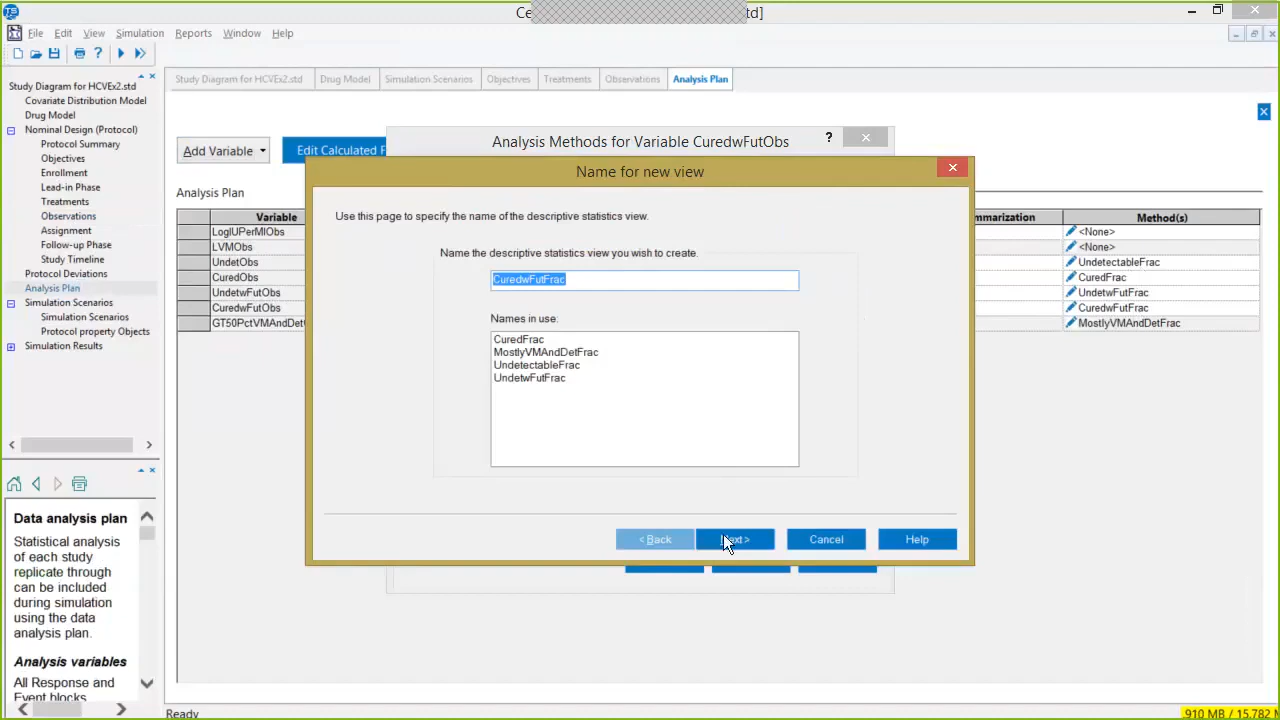 TS
Ce
td]
File Edit View Simulation Reports Window Help
Study Diagram for HCVEx2.std
Covariate Distribution Model
Drug Model
Nominal Design (Protocol)
Protocol Summary
Objectives
Enrollment
Lead-in Phase
Treatments
Observations
Assignment
Follow-up Phase
Study Timeline
Protocol Deviations
Analysis Plan
Simulation Scenarios
Simulation Scenarios
Protocol property Objects
Simulation Results
Data analysis plan
Statistical analysis
of each study
replicate through
can be included
during simulation
using the data
analysis plan.
Analysis variables
All Response and
Event blocks
Study Diagram for HCVEx2.std Drug Model Simulation Scenarios Objectives Treatments Observations Analysis Plan
Add Variable
Edit Calculated F
Analysis Plan
Variable
LogIUPerMlObs
LVMObs
UndetObs
CuredObs
UndetwFutObs
CuredwFutObs
GT50PctVMAndDet
mmarization Method(s)
<None>
<None>
UndetectableFrac
CuredFrac
UndetwFutFrac
CuredwFutFrac
MostlyVMAndDetFrac
Analysis Methods for Variable CuredwFutObs ?
Name for new view
Use this page to specify the name of the descriptive statistics view.
Name the descriptive statistics view you wish to create.
CuredwFutFrac
Names in use:
CuredFrac
MostlyVMAndDetFrac
UndetectableFrac
UndetwFutFrac
< Back Next > Cancel Help
Ready
910 MB / 15,782 M